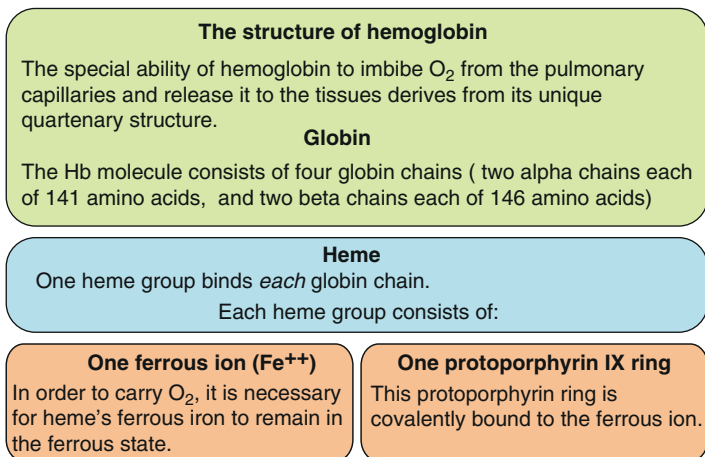 The structure of hemoglobin
The special ability of hemoglobin to imbibe O₂ from the pulmonary
capillaries and release it to the tissues derives from its unique
quartenary structure.
Globin
The Hb molecule consists of four globin chains ( two alpha chains each
of 141 amino acids, and two beta chains each of 146 amino acids)
Heme
One heme group binds each globin chain.
Each heme group consists of:
One ferrous ion (Fe⁺⁺)
In order to carry O₂, it is necessary
for heme's ferrous iron to remain in
the ferrous state.
One protoporphyrin IX ring
This protoporphyrin ring is
covalently bound to the ferrous ion.